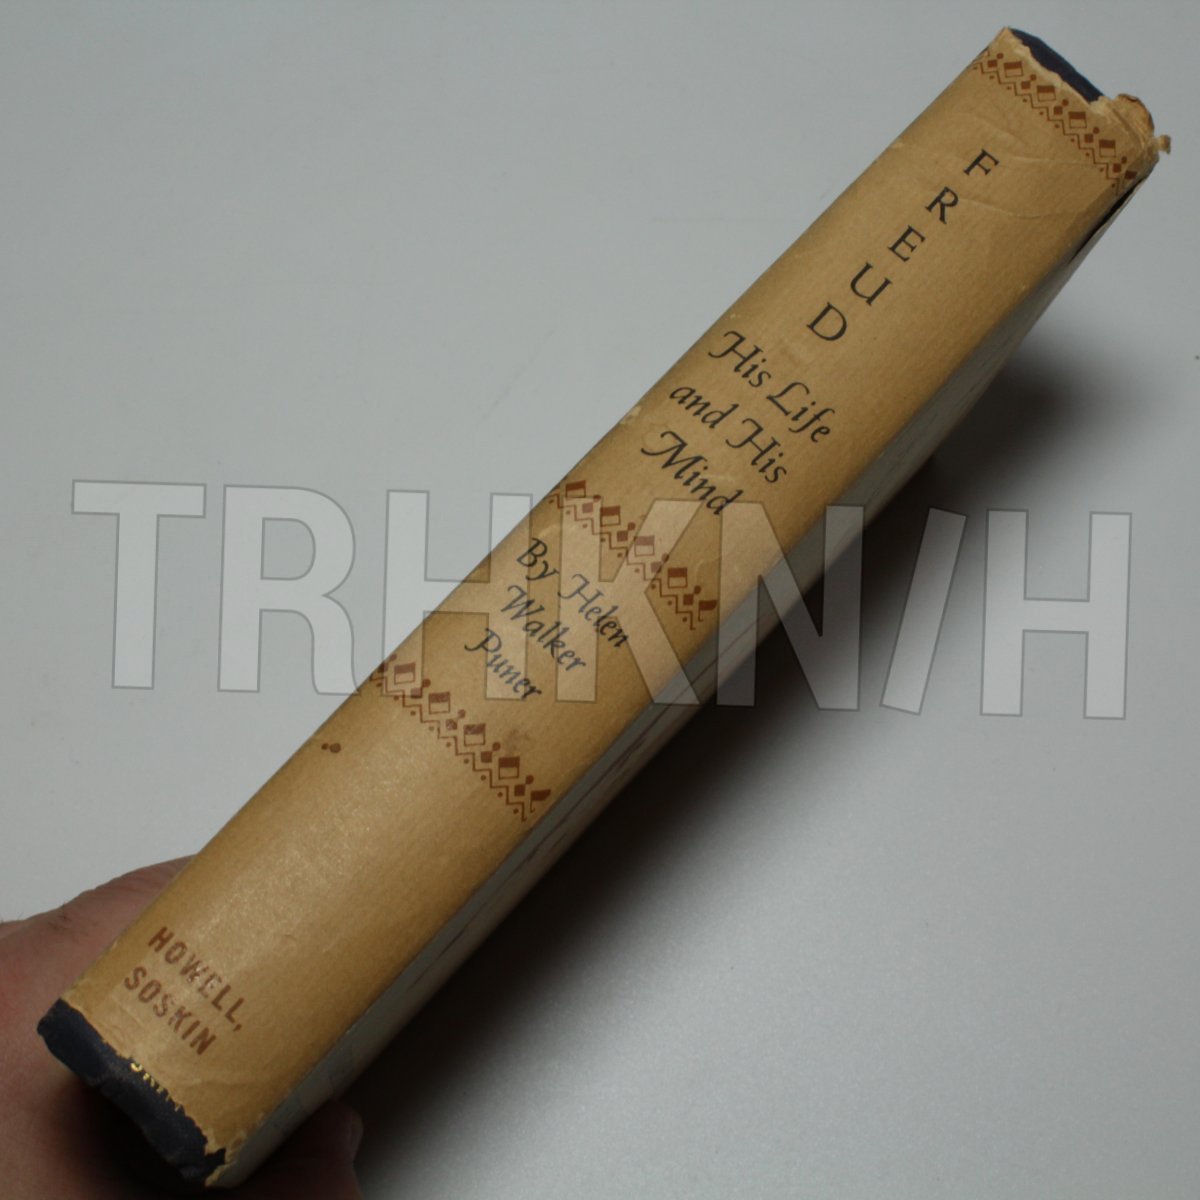 FREUD
His Life
and His
Mind
By Helen
Walker
Puner
HOWELL,
SOSKIN
TRHKN/H